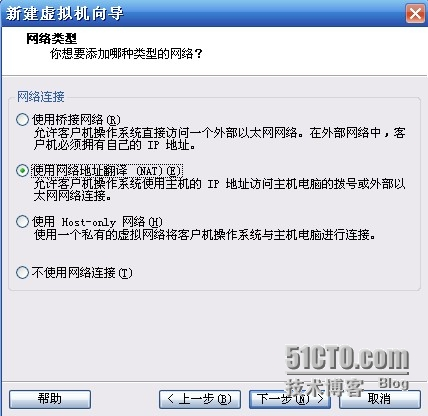 新建虚拟机向导
网络类型
你想要添加哪种类型的网络？
网络连接
使用桥接网络(R)
允许客户机操作系统直接访问一个外部以太网网络。在外部网络中，客
户机必须拥有自己的 IP 地址。
使用网络地址翻译 (NAT)(E)
允许客户机操作系统使用主机的 IP 地址访问主机电脑的拨号或外部以
太网网络连接。
使用 Host-only 网络(H)
使用一个私有的虚拟网络将客户机操作系统与主机电脑进行连接。
不使用网络连接(T)
51CTO.com
技术博客 Blog
帮助
< 上一步(B)
下一步(N) >
取消